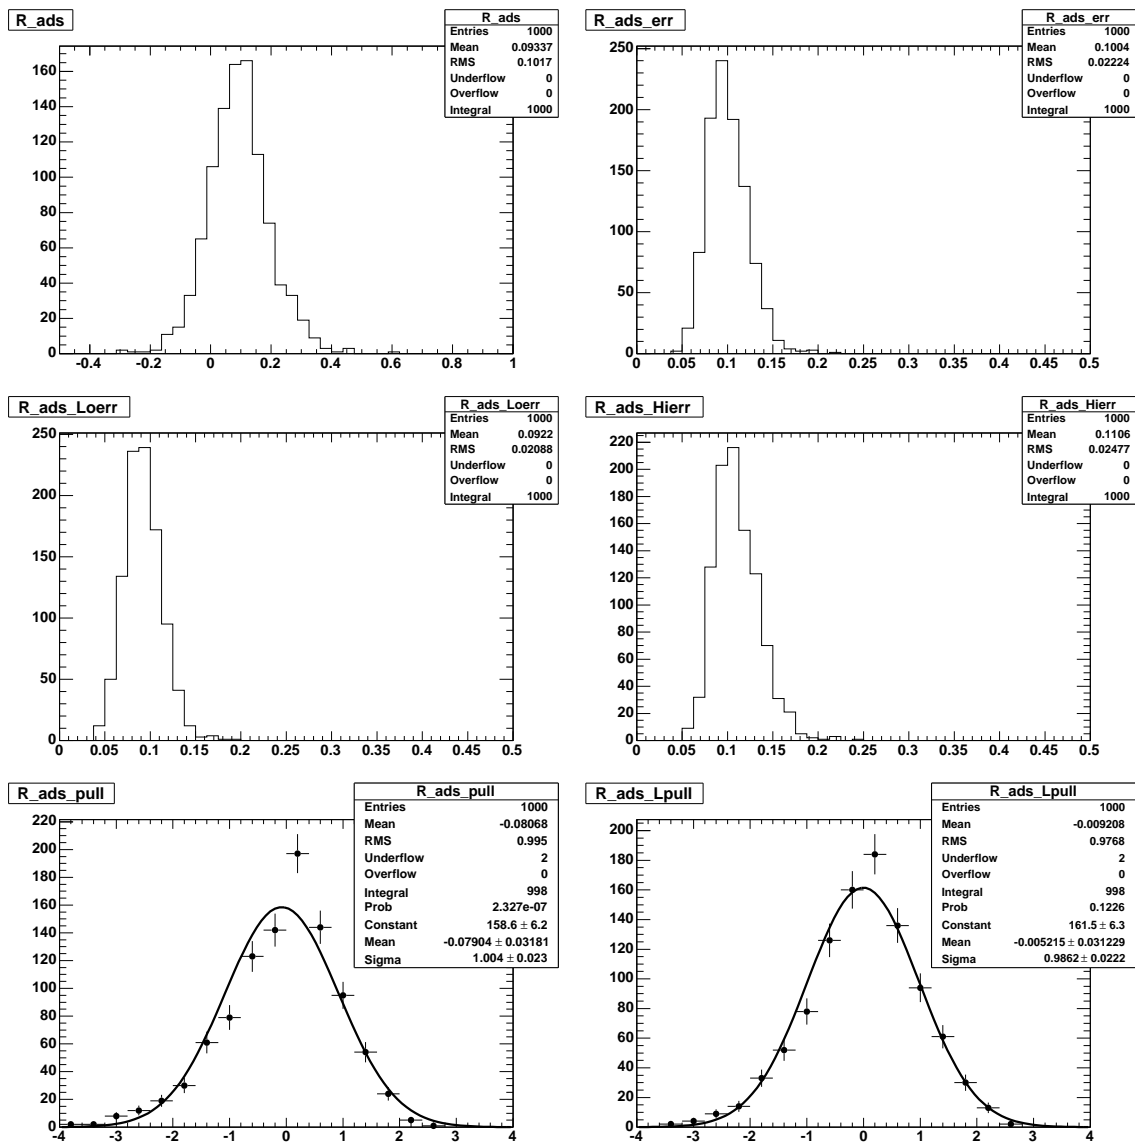 R_ads
R_ads
Entries 1000
Mean 0.09337
RMS 0.1017
Underflow 0
Overflow 0
Integral 1000
160
140
120
100
80
60
40
20
0
-0.4 -0.2 0 0.2 0.4 0.6 0.8 1
R_ads_err
R_ads_err
Entries 1000
Mean 0.1004
RMS 0.02224
Underflow 0
Overflow 0
Integral 1000
250
200
150
100
50
0
0 0.05 0.1 0.15 0.2 0.25 0.3 0.35 0.4 0.45 0.5
R_ads_Loerr
R_ads_Loerr
Entries 1000
Mean 0.0922
RMS 0.02088
Underflow 0
Overflow 0
Integral 1000
250
200
150
100
50
0
0 0.05 0.1 0.15 0.2 0.25 0.3 0.35 0.4 0.45 0.5
R_ads_Hierr
R_ads_Hierr
Entries 1000
Mean 0.1106
RMS 0.02477
Underflow 0
Overflow 0
Integral 1000
220
200
180
160
140
120
100
80
60
40
20
0
0 0.05 0.1 0.15 0.2 0.25 0.3 0.35 0.4 0.45 0.5
R_ads_pull
R_ads_pull
Entries 1000
Mean -0.08068
RMS 0.995
Underflow 2
Overflow 0
Integral 998
Prob 2.327e-07
Constant 158.6 ± 6.2
Mean -0.07904 ± 0.03181
Sigma 1.004 ± 0.023
220
200
180
160
140
120
100
80
60
40
20
0
-4 -3 -2 -1 0 1 2 3 4
R_ads_Lpull
R_ads_Lpull
Entries 1000
Mean -0.009208
RMS 0.9768
Underflow 2
Overflow 0
Integral 998
Prob 0.1226
Constant 161.5 ± 6.3
Mean -0.005215 ± 0.031229
Sigma 0.9862 ± 0.0222
200
180
160
140
120
100
80
60
40
20
0
-4 -3 -2 -1 0 1 2 3 4